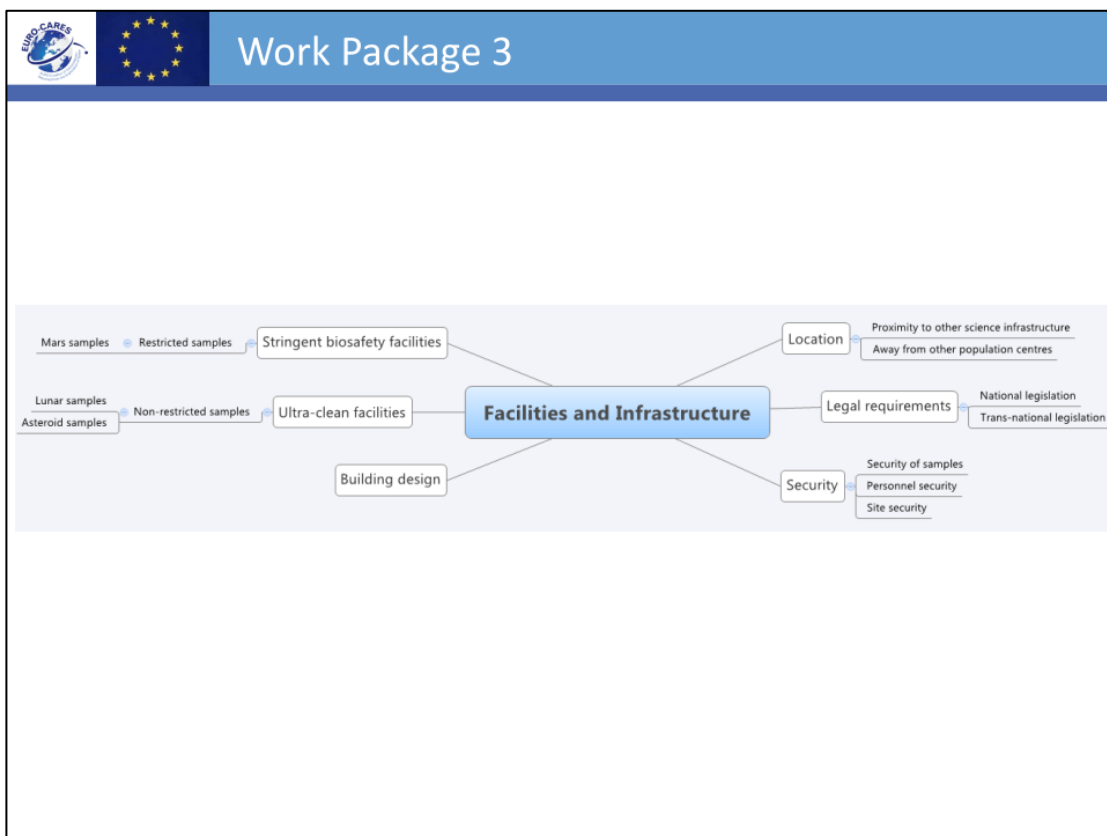 EURO-CARES
Work Package 3
Mars samples
Restricted samples
Stringent biosafety facilities
Lunar samples
Asteroid samples
Non-restricted samples
Ultra-clean facilities
Building design
Facilities and Infrastructure
Location
Proximity to other science infrastructure
Away from other population centres
Legal requirements
National legislation
Trans-national legislation
Security
Security of samples
Personnel security
Site security